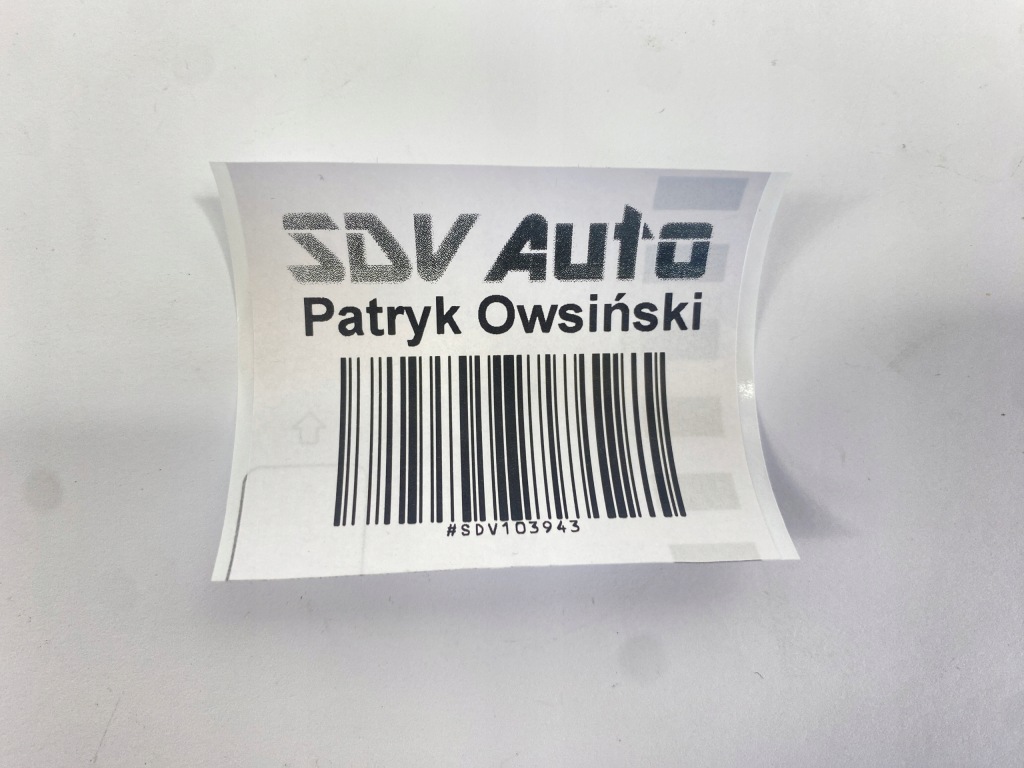 SDV Auto
Patryk Owsiński
#SDV103943